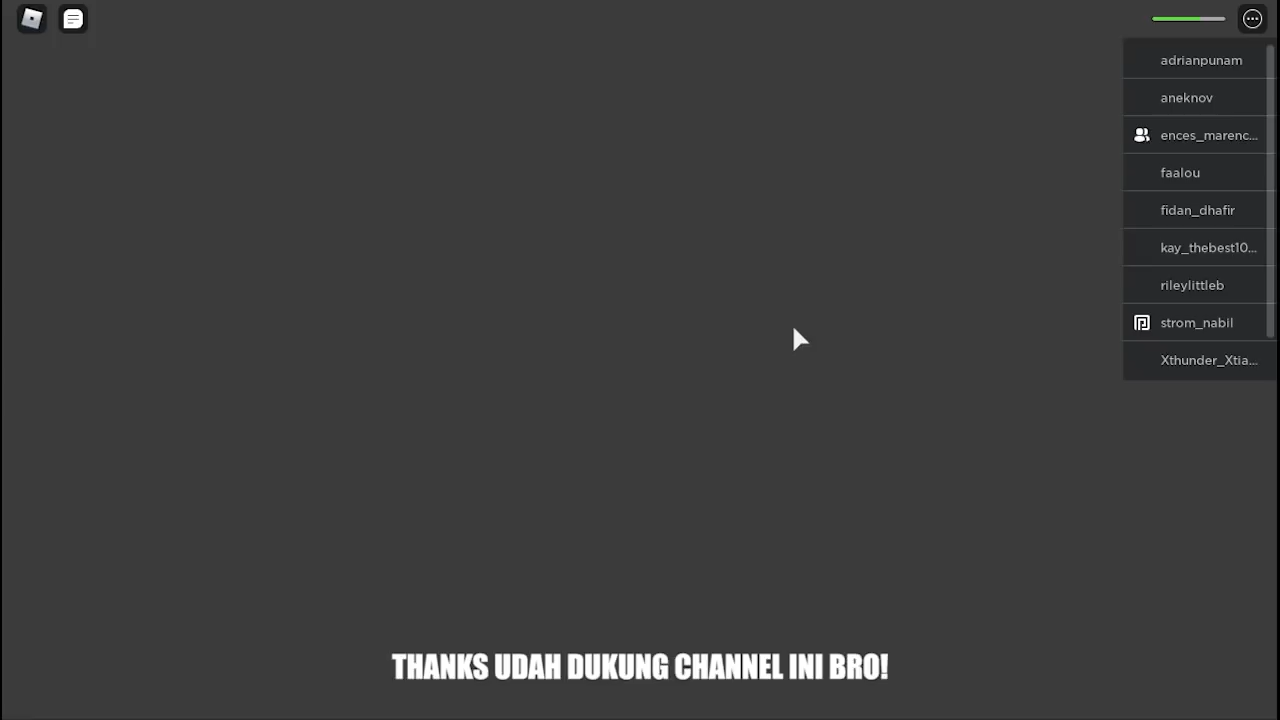 adrianpunam
aneknov
ences_marenc...
faalou
fidan_dhafir
kay_thebest10...
rileylittleb
strom_nabil
Xthunder_Xtia...
THANKS UDAH DUKUNG CHANNEL INI BRO!